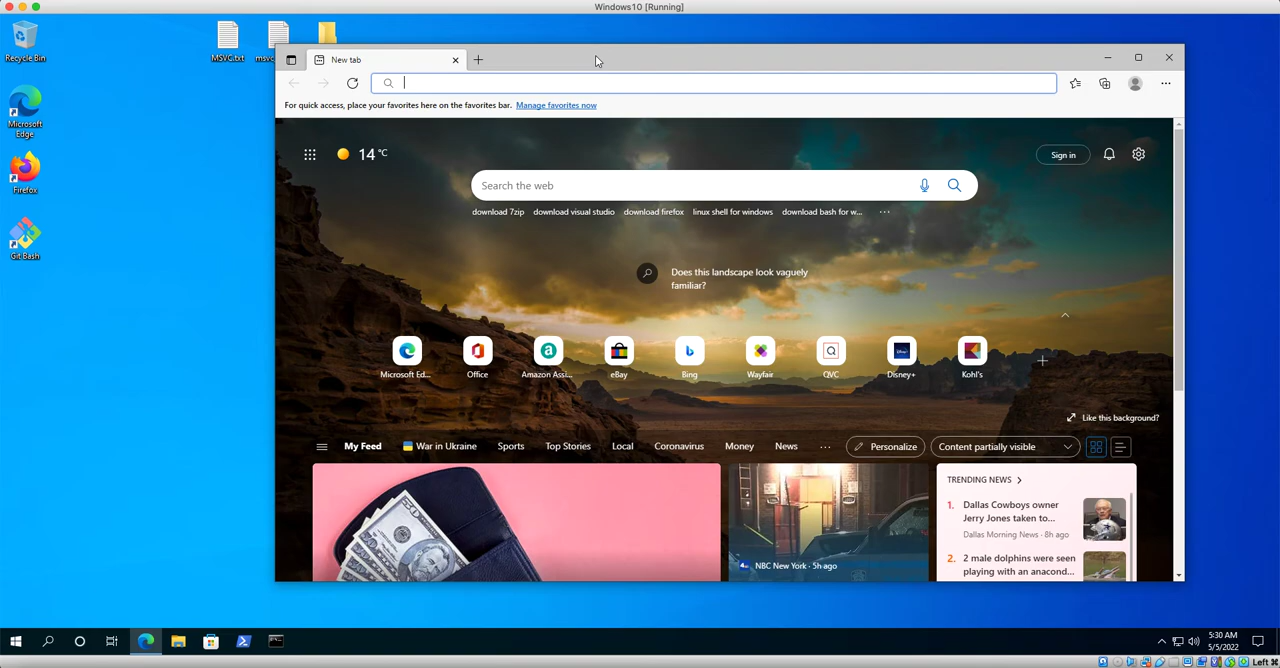 Windows10 [Running]
Recycle Bin
MSVC.txt
Microsoft
Edge
Firefox
Git Bash
New tab
For quick access, place your favorites here on the favorites bar. Manage favorites now
14 °C
Sign in
Search the web
download 7zip download visual studio download firefox linux shell for windows download bash for w... ...
Does this landscape look vaguely
familiar?
Microsoft Ed... Office Amazon Assi... eBay Bing Wayfair QVC Disney+ Kohl's
Like this background?
My Feed War in Ukraine Sports Top Stories Local Coronavirus Money News ... Personalize Content partially visible
TRENDING NEWS
1. Dallas Cowboys owner
Jerry Jones taken to...
Dallas Morning News · 8h ago
2. 2 male dolphins were seen
playing with an anacond...
NBC New York · 5h ago
5:30 AM
5/5/2022
Left ⌘